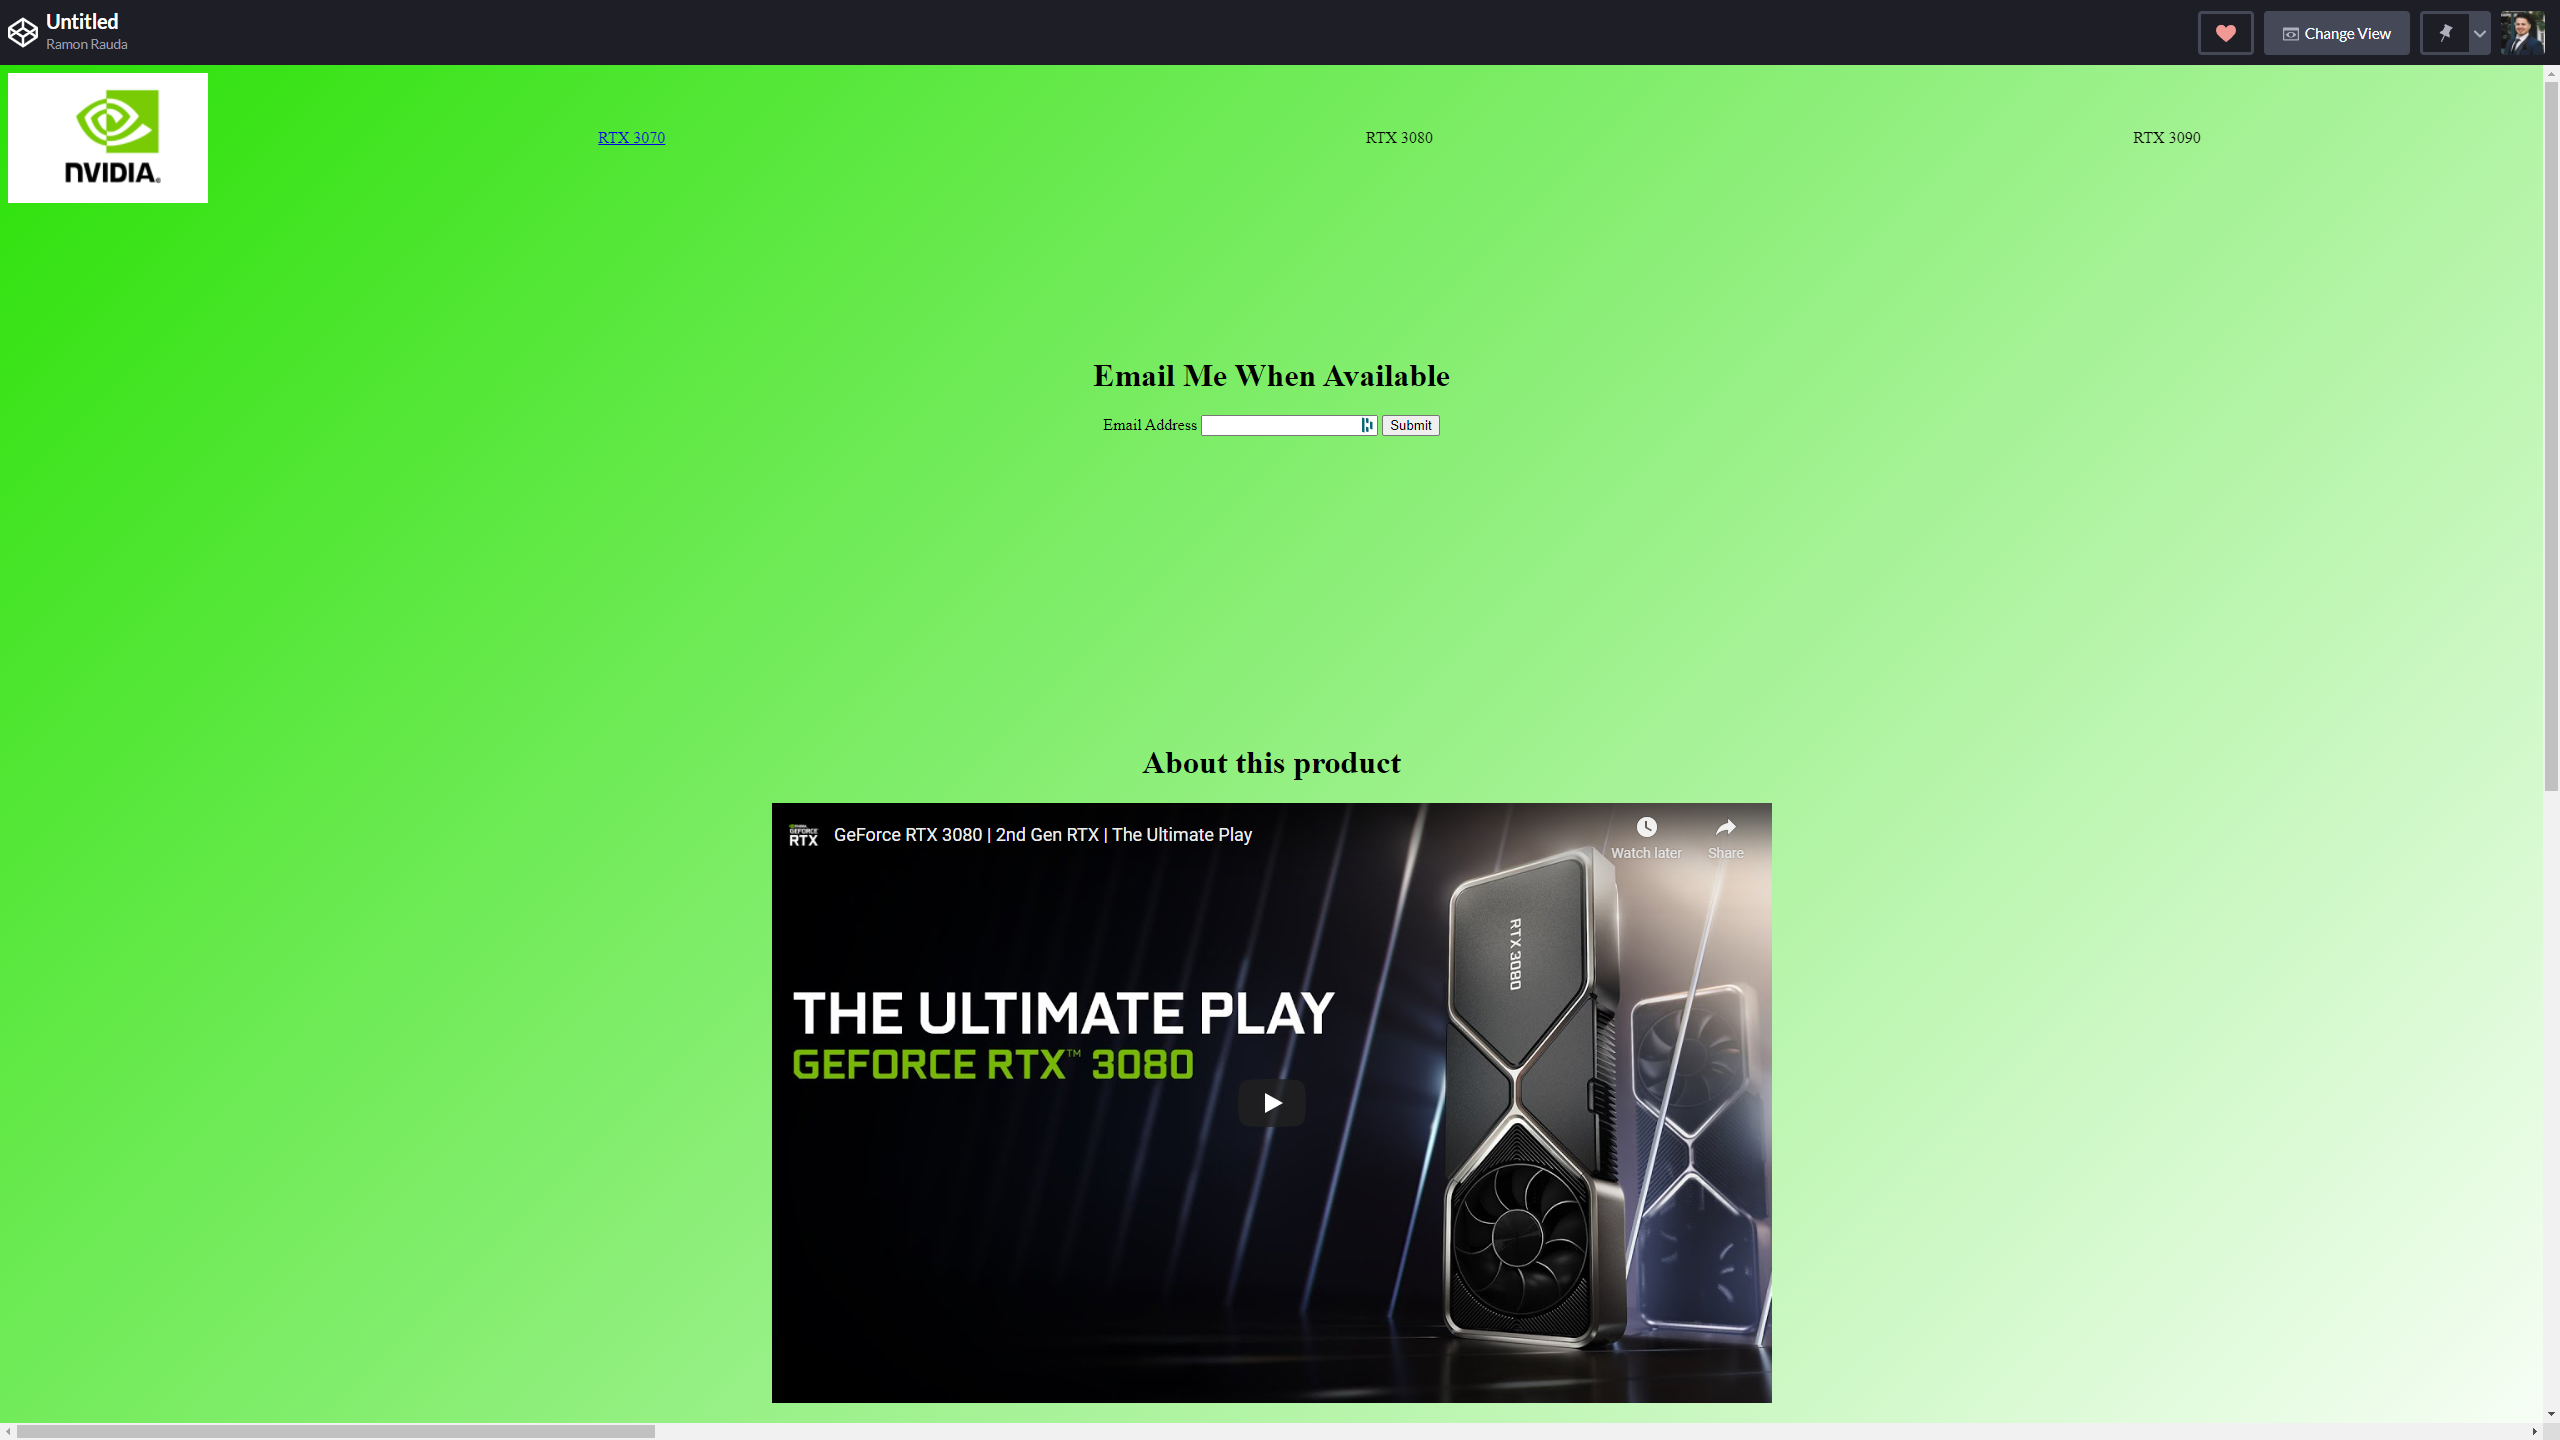 Untitled
Ramon Rauda
Change View
NVIDIA.
RTX 3070
RTX 3080
RTX 3090
Email Me When Available
Email Address
Submit
About this product
GEFORCE
RTX
GeForce RTX 3080 | 2nd Gen RTX | The Ultimate Play
Watch later
Share
THE ULTIMATE PLAY
GEFORCE RTX™ 3080
RTX 3080